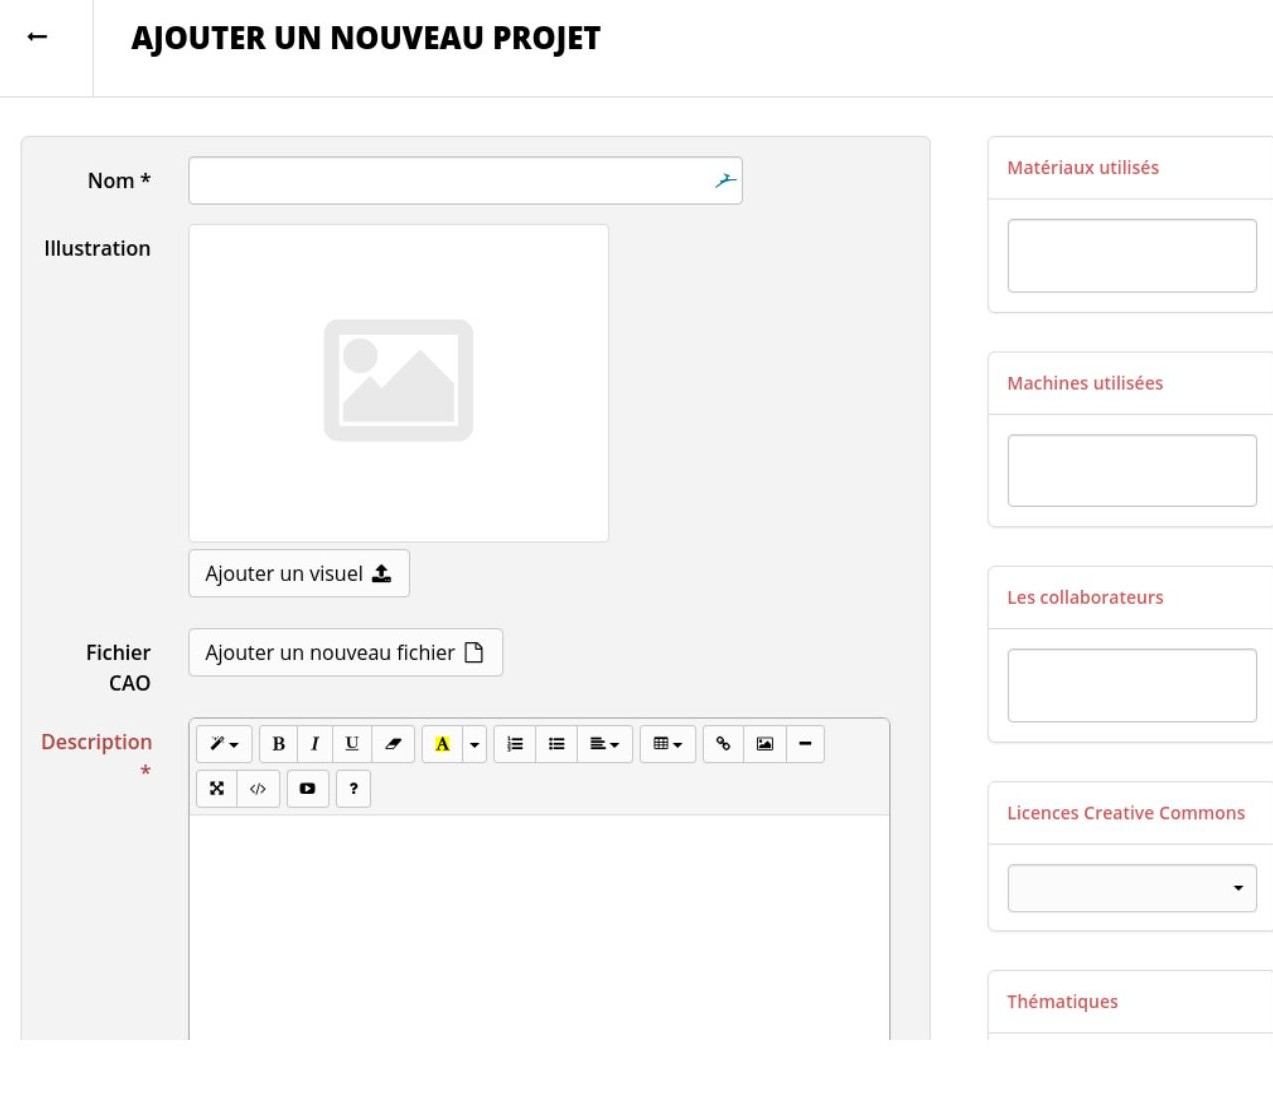 AJOUTER UN NOUVEAU PROJET
Nom *
Illustration
Ajouter un visuel
Fichier
CAO
Ajouter un nouveau fichier
Description
*
B I U A
</> ?
Matériaux utilisés
Machines utilisées
Les collaborateurs
Licences Creative Commons
Thématiques